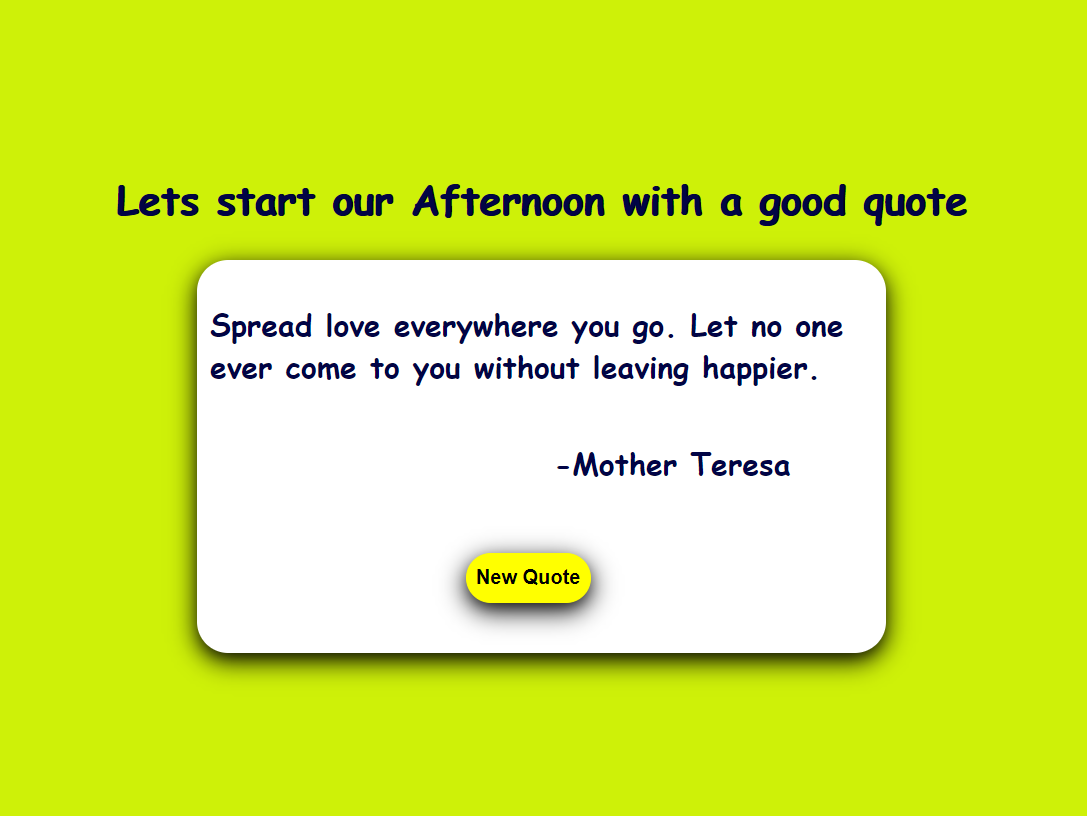 Lets start our Afternoon with a good quote
Spread love everywhere you go. Let no one
ever come to you without leaving happier.
-Mother Teresa
New Quote